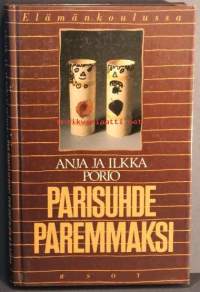 Elämänkoulussa
ANJA JA ILKKA
PORIO
PARISUHDE
PAREMMAKSI
WSOY